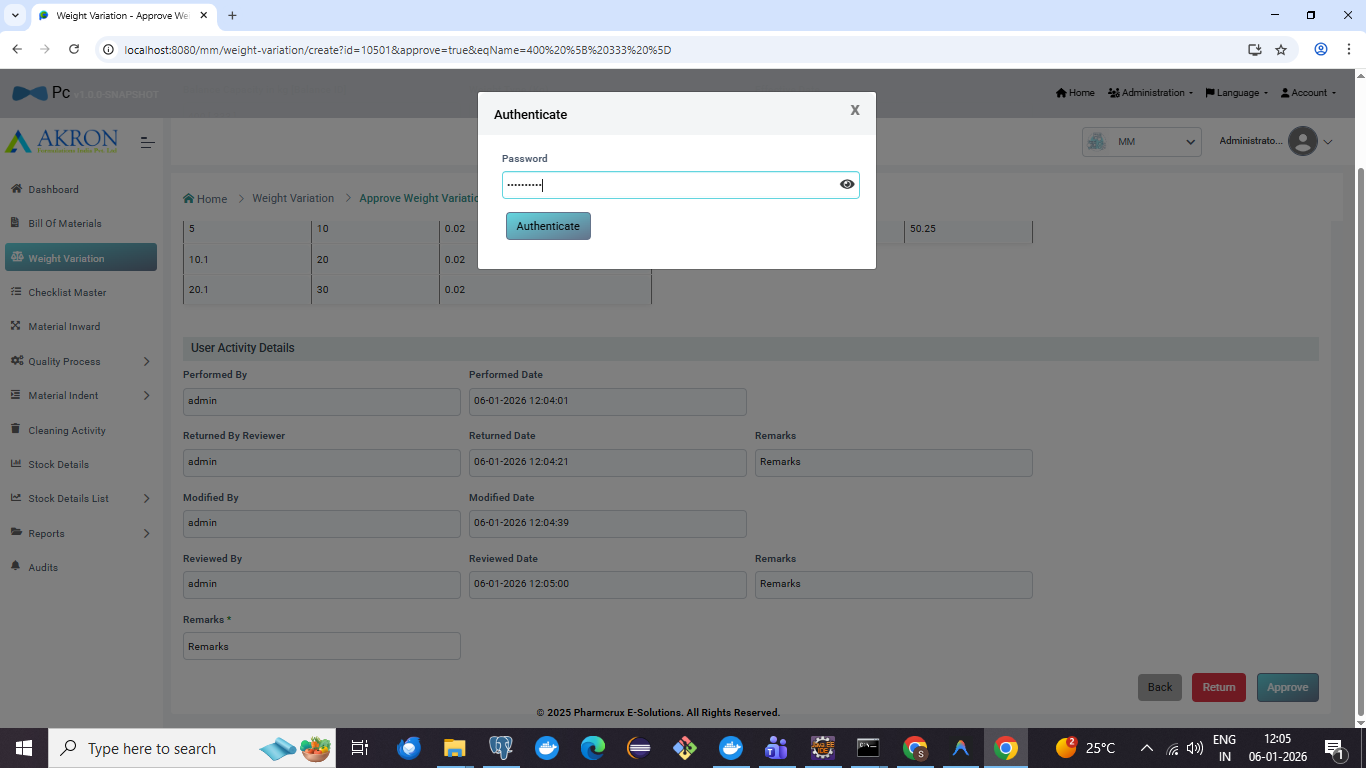 Weight Variation - Approve We
localhost:8080/mm/weight-variation/create?id=10501&approve=true&eqName=400%20%5B%20333%20%5D
Pc v1.0.0-SNAPSHOT
Home
Administration
Language
Account
AKRON
MM
Administrato...
Dashboard
Bill Of Materials
Weight Variation
Checklist Master
Material Inward
Quality Process
Material Indent
Cleaning Activity
Stock Details
Stock Details List
Reports
Audits
Authenticate
X
Password
••••••••••
Authenticate
Home > Weight Variation > Approve Weight Variatio
5 10 0.02 50.25
10.1 20 0.02
20.1 30 0.02
User Activity Details
Performed By Performed Date
admin 06-01-2026 12:04:01
Returned By Reviewer Returned Date Remarks
admin 06-01-2026 12:04:21 Remarks
Modified By Modified Date
admin 06-01-2026 12:04:39
Reviewed By Reviewed Date Remarks
admin 06-01-2026 12:05:00 Remarks
Remarks *
Remarks
Back Return Approve
© 2025 Pharmcrux E-Solutions. All Rights Reserved.
Type here to search
2
25°C
ENG
IN
12:05
06-01-2026
1